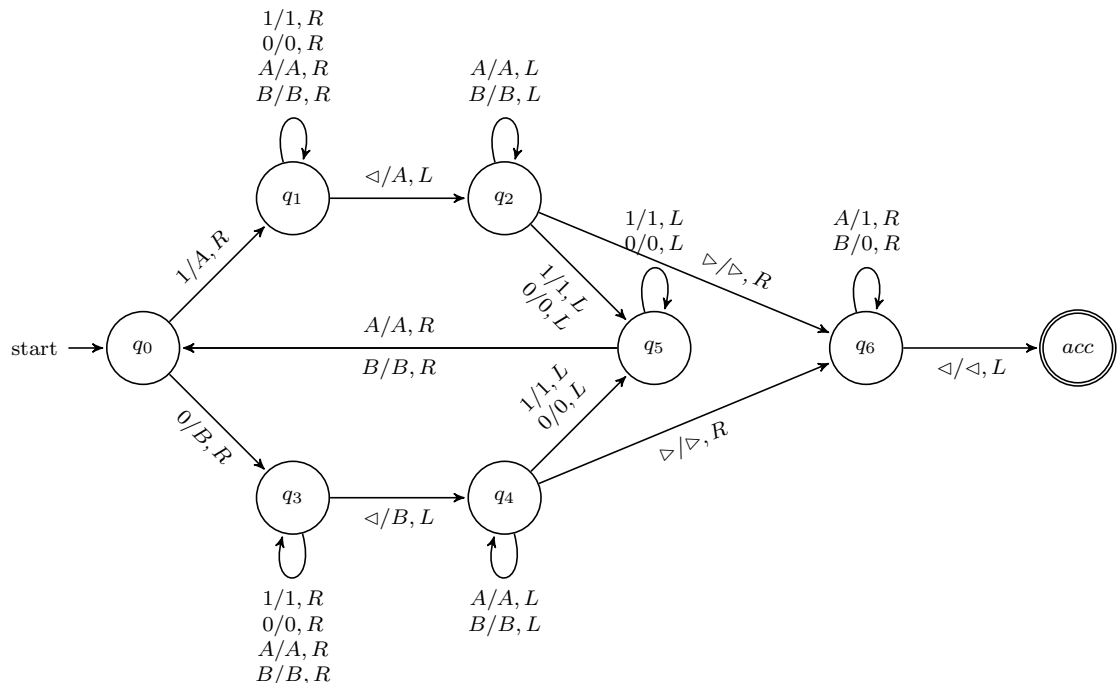 1/1, R
0/0, R
A/A, R
B/B, R
A/A, L
B/B, L
q1
◁/A, L
q2
1/1, L
0/0, L
A/1, R
B/0, R
1/A, R
▷/▷, R
1/1, L
0/0, L
start
q0
A/A, R
B/B, R
q5
q6
◁/◁, L
acc
0/B, R
1/1, L
0/0, L
▷/▷, R
q3
◁/B, L
q4
1/1, R
0/0, R
A/A, R
B/B, R
A/A, L
B/B, L